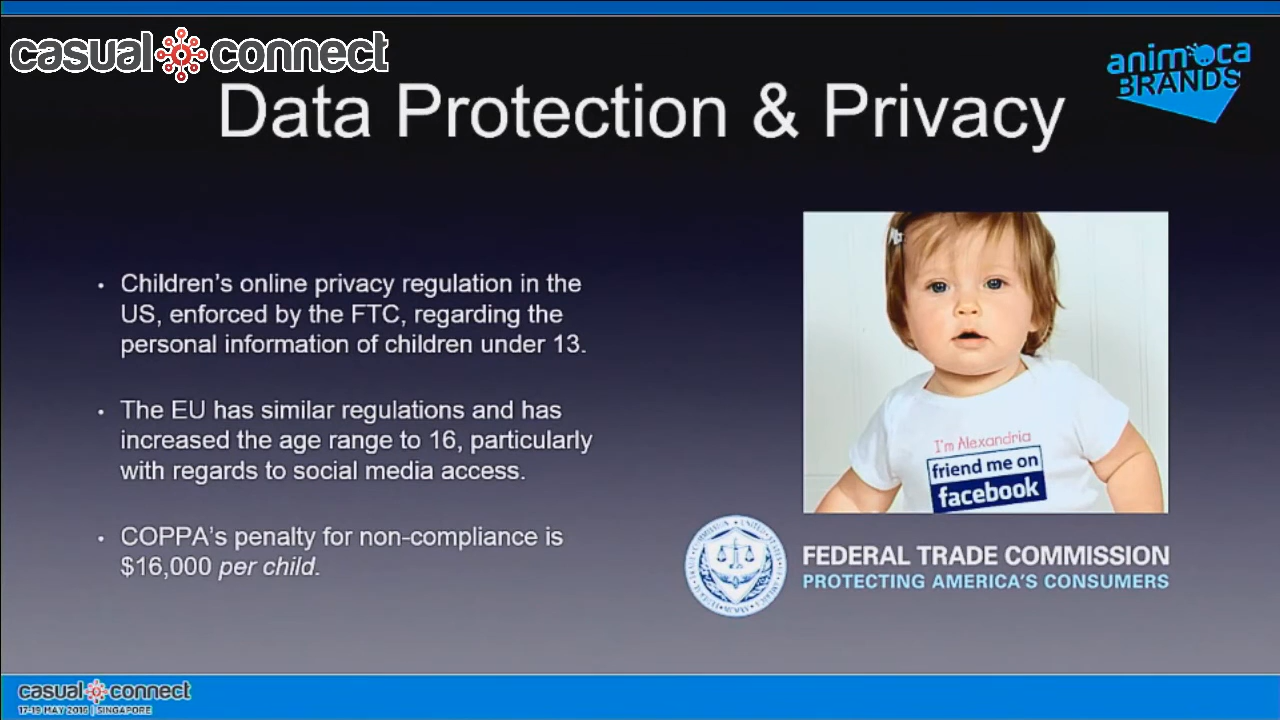 casual connect
animoca
BRANDS
Data Protection & Privacy
• Children’s online privacy regulation in the
US, enforced by the FTC, regarding the
personal information of children under 13.
• The EU has similar regulations and has
increased the age range to 16, particularly
with regards to social media access.
• COPPA’s penalty for non-compliance is
$16,000 per child.
I'm Alexandria
friend me on
facebook
FEDERAL TRADE COMMISSION
PROTECTING AMERICA'S CONSUMERS
casual connect
17-19 MAY 2016 | SINGAPORE